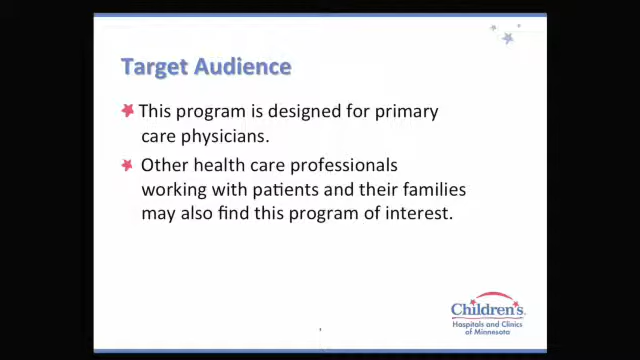 Target Audience
This program is designed for primary
care physicians.
Other health care professionals
working with patients and their families
may also find this program of interest.
Children's
Hospitals and Clinics
of Minnesota